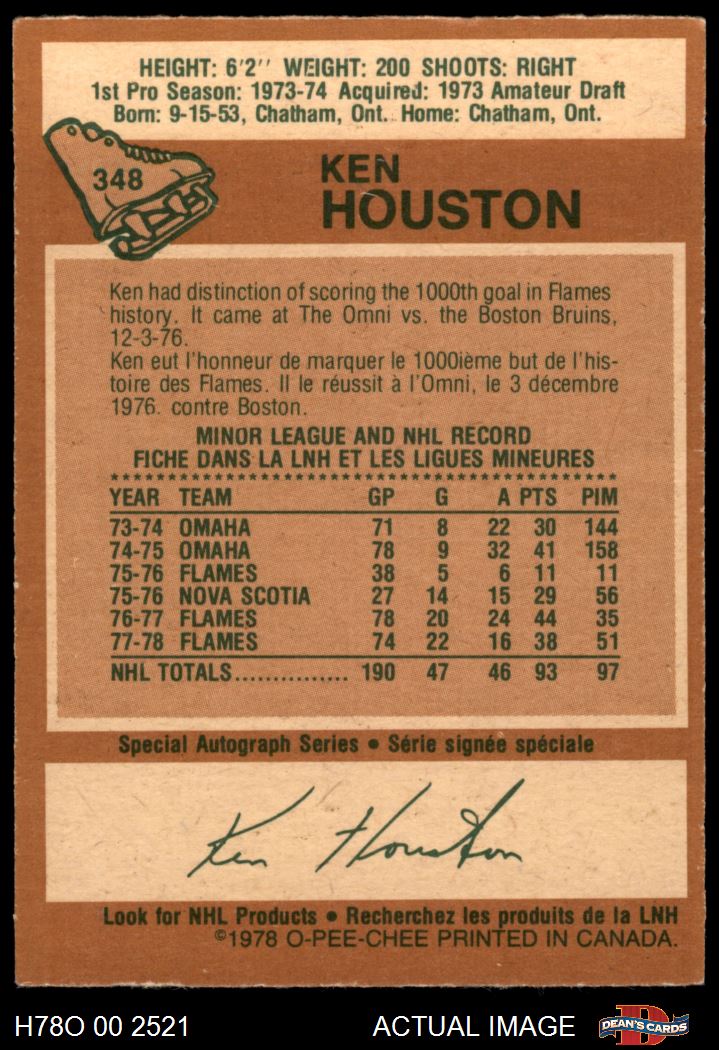 HEIGHT: 6'2'' WEIGHT: 200 SHOOTS: RIGHT
1st Pro Season: 1973-74 Acquired: 1973 Amateur Draft
Born: 9-15-53, Chatham, Ont. Home: Chatham, Ont.
348
KEN
HOUSTON
Ken had distinction of scoring the 1000th goal in Flames
history. It came at The Omni vs. the Boston Bruins,
12-3-76.
Ken eut l'honneur de marquer le 1000ième but de l'his-
toire des Flames. Il le réussit à l'Omni, le 3 décembre
1976. contre Boston.
MINOR LEAGUE AND NHL RECORD
FICHE DANS LA LNH ET LES LIGUES MINEURES
YEAR TEAM GP G A PTS PIM
73-74 OMAHA 71 8 22 30 144
74-75 OMAHA 78 9 32 41 158
75-76 FLAMES 38 5 6 11 11
75-76 NOVA SCOTIA 27 14 15 29 56
76-77 FLAMES 78 20 24 44 35
77-78 FLAMES 74 22 16 38 51
NHL TOTALS............... 190 47 46 93 97
Special Autograph Series • Série signée spéciale
Ken Houston
Look for NHL Products • Recherchez les produits de la LNH
©1978 O-PEE-CHEE PRINTED IN CANADA.
H78O 00 2521
ACTUAL IMAGE
D
DEAN'S CARDS